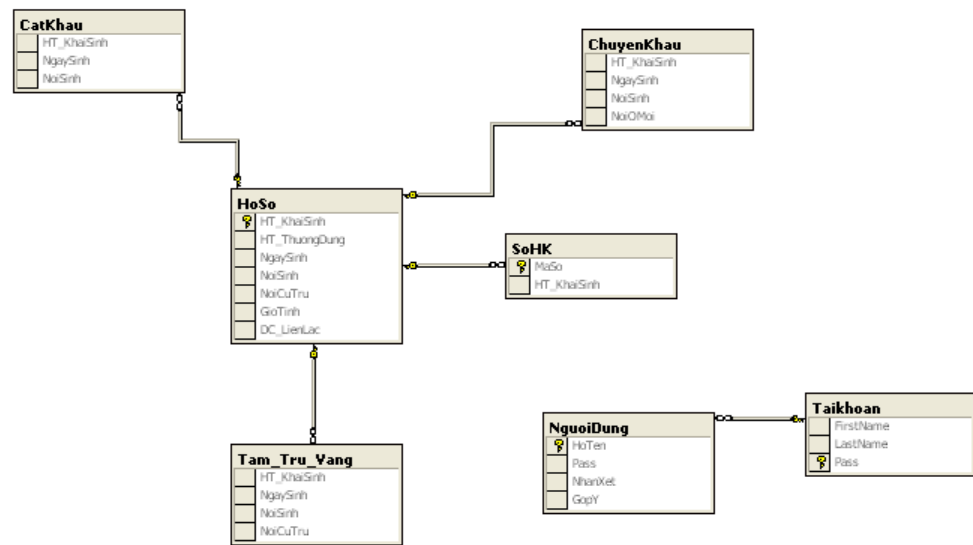 CatKhau
HT_KhaiSinh
NgaySinh
NoiSinh
ChuyenKhau
HT_KhaiSinh
NgaySinh
NoiSinh
NoiOMoi
HoSo
HT_KhaiSinh
HT_ThuongDung
NgaySinh
NoiSinh
NoiCuTru
GioTinh
DC_LienLac
SoHK
MaSo
HT_KhaiSinh
Tam_Tru_Vang
HT_KhaiSinh
NgaySinh
NoiSinh
NoiCuTru
NguoiDung
HoTen
Pass
NhanXet
GopY
Taikhoan
FirstName
LastName
Pass